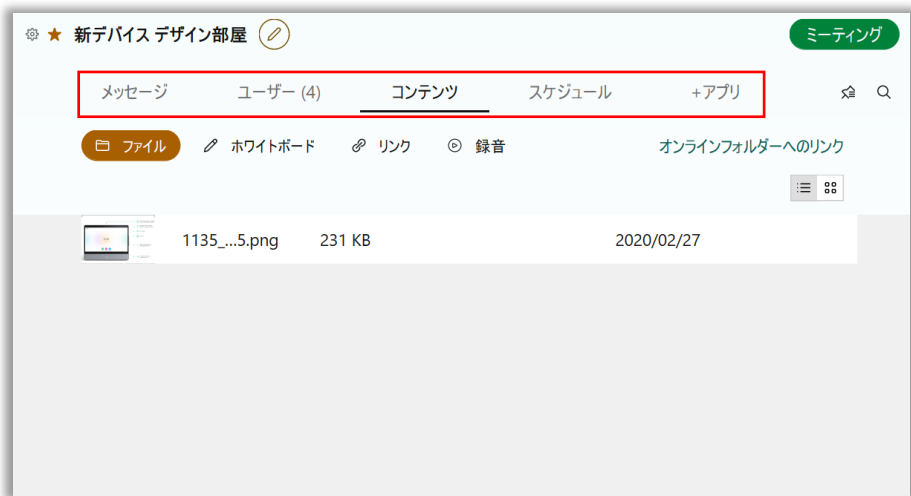 新デバイス デザイン部屋 ミーティング
メッセージ ユーザー (4) コンテンツ スケジュール +アプリ
ファイル ホワイトボード リンク 録音 オンラインフォルダーへのリンク
1135_...5.png 231 KB 2020/02/27